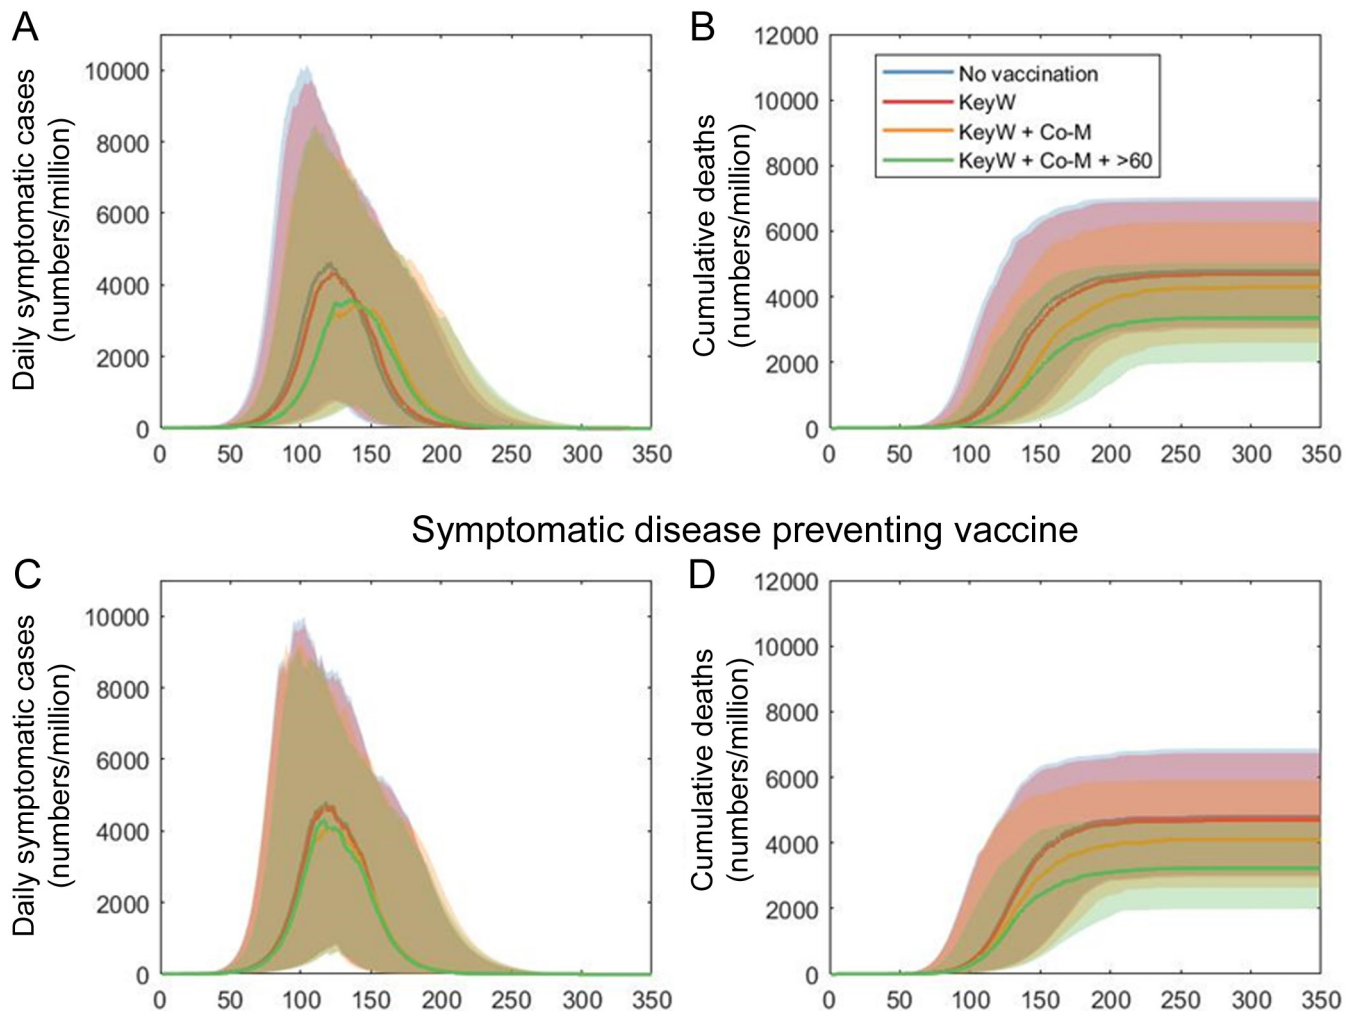 A
Daily symptomatic cases
(numbers/million)
10000
8000
6000
4000
2000
0
0 50 100 150 200 250 300 350
B
Cumulative deaths
(numbers/million)
12000
10000
8000
6000
4000
2000
0
0 50 100 150 200 250 300 350
No vaccination
KeyW
KeyW + Co-M
KeyW + Co-M + >60
Symptomatic disease preventing vaccine
C
Daily symptomatic cases
(numbers/million)
10000
8000
6000
4000
2000
0
0 50 100 150 200 250 300 350
D
Cumulative deaths
(numbers/million)
12000
10000
8000
6000
4000
2000
0
0 50 100 150 200 250 300 350